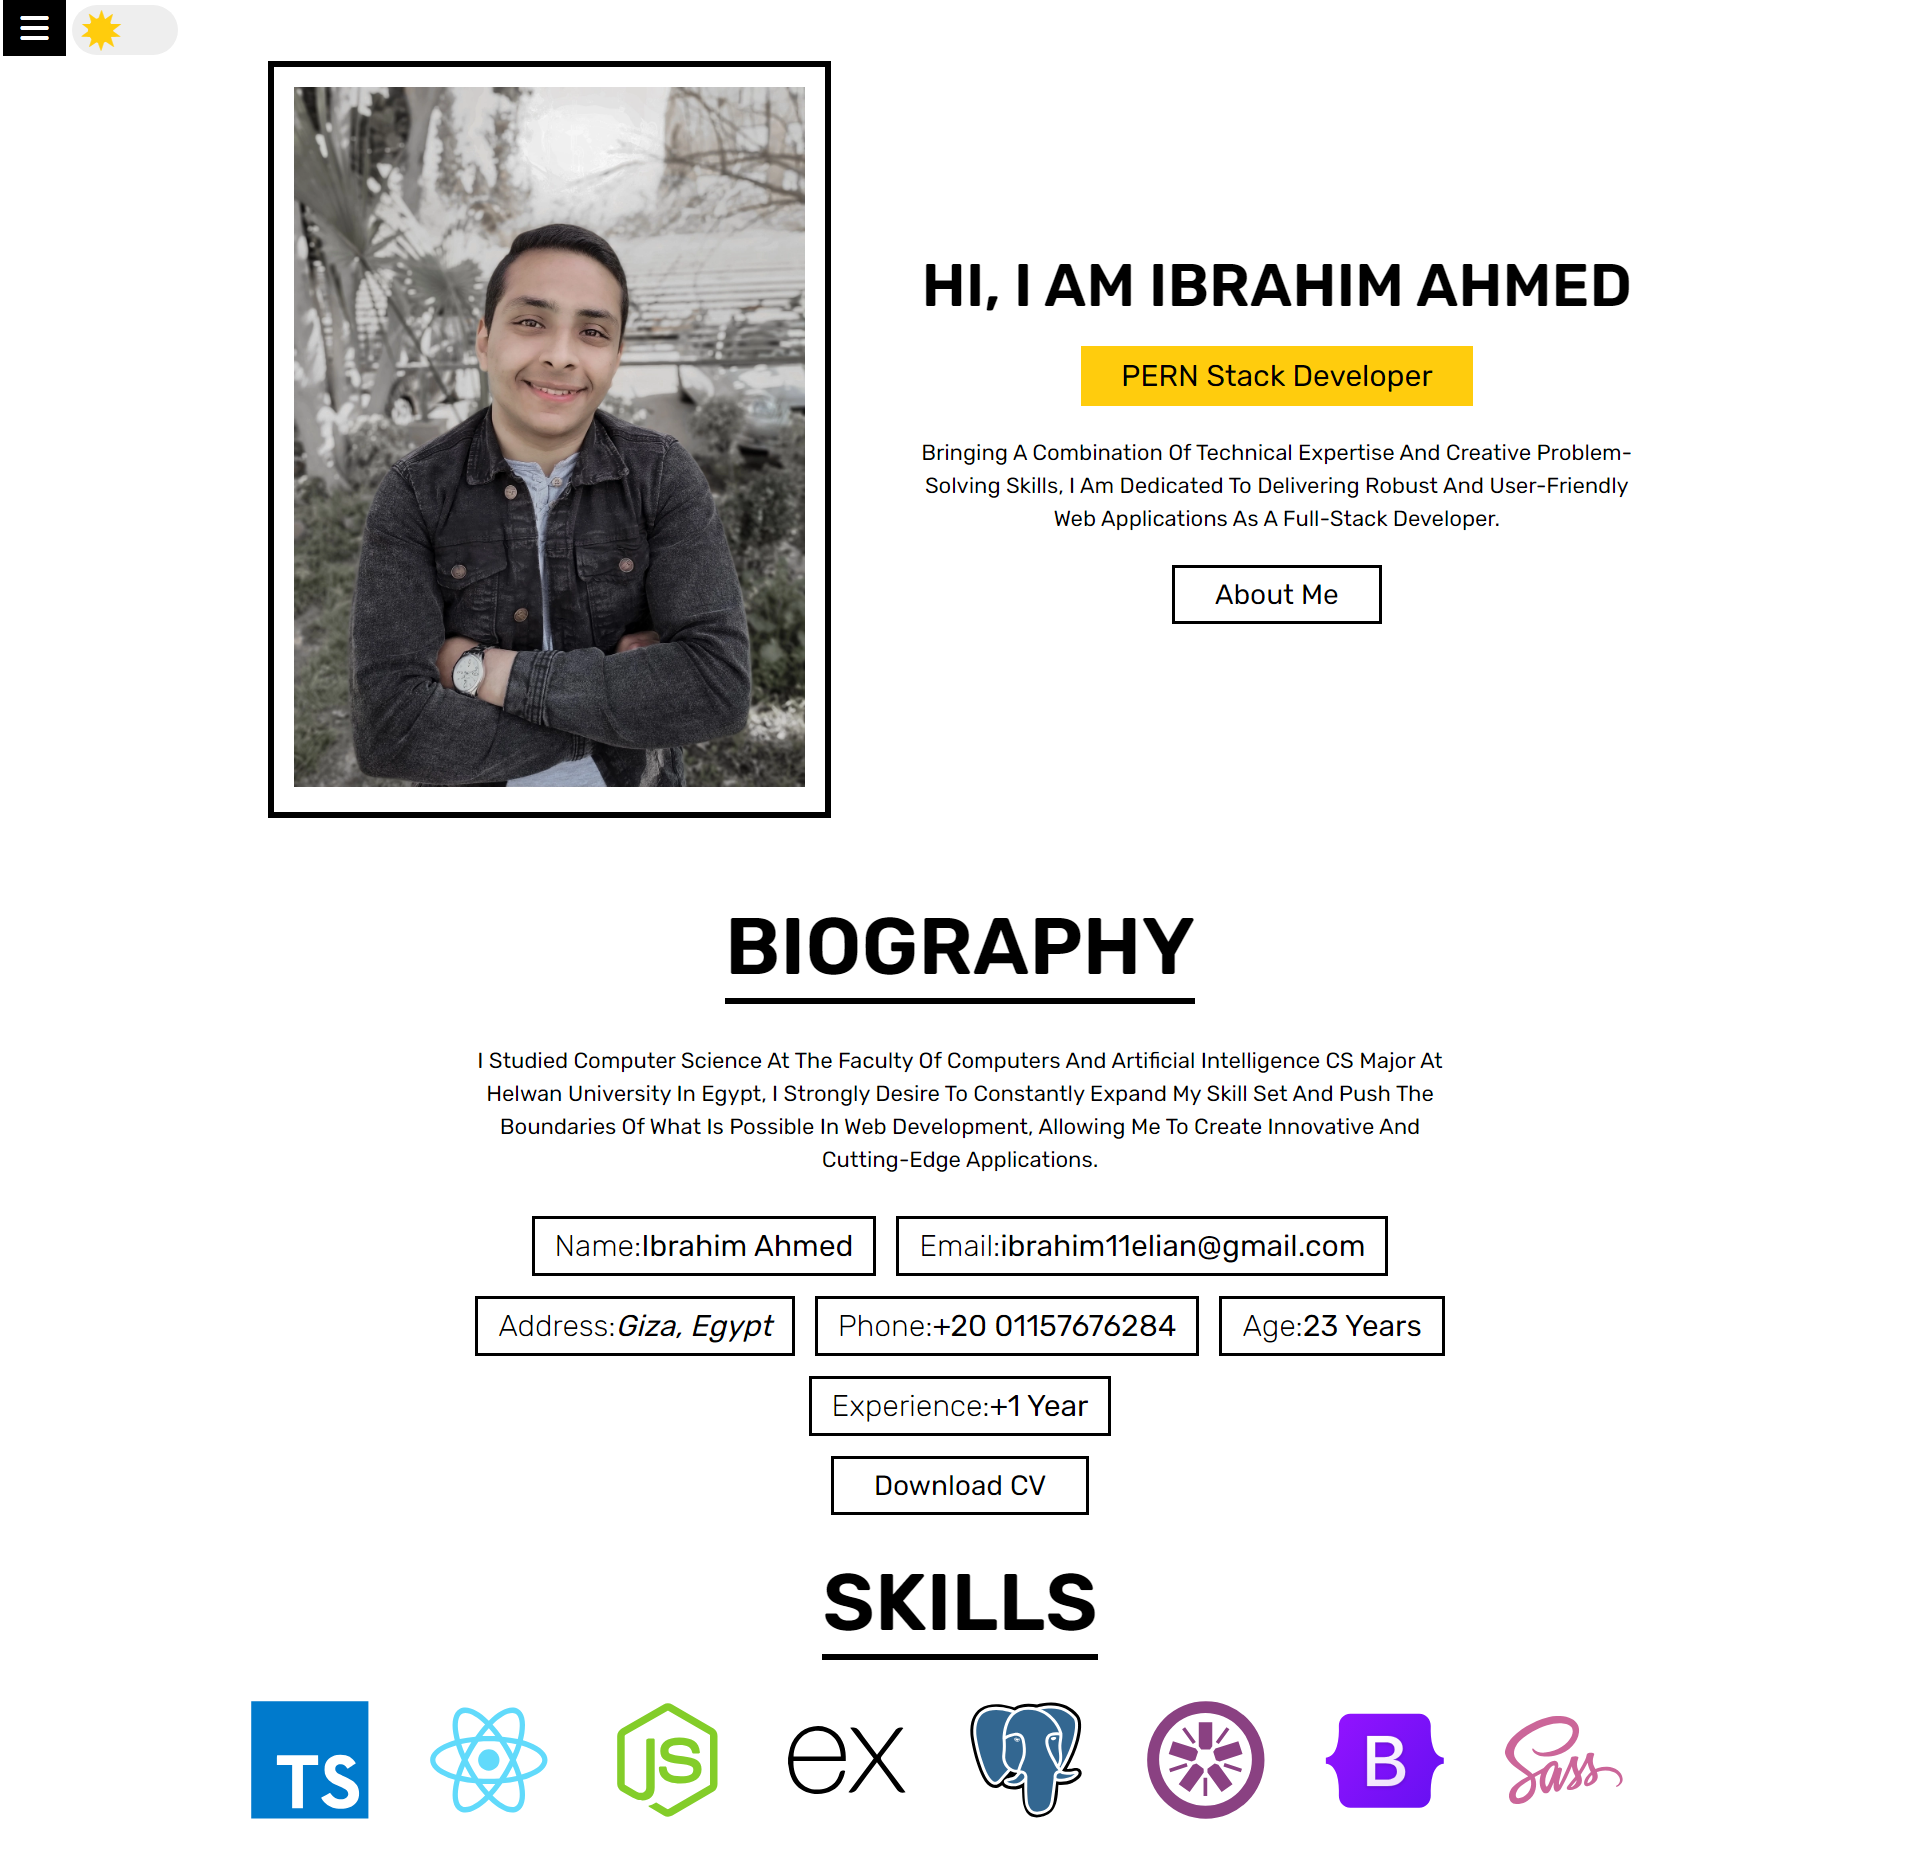 HI, I AM IBRAHIM AHMED
PERN Stack Developer
Bringing A Combination Of Technical Expertise And Creative Problem-
Solving Skills, I Am Dedicated To Delivering Robust And User-Friendly
Web Applications As A Full-Stack Developer.
About Me
BIOGRAPHY
I Studied Computer Science At The Faculty Of Computers And Artificial Intelligence CS Major At
Helwan University In Egypt, I Strongly Desire To Constantly Expand My Skill Set And Push The
Boundaries Of What Is Possible In Web Development, Allowing Me To Create Innovative And
Cutting-Edge Applications.
Name:Ibrahim Ahmed
Email:ibrahim11elian@gmail.com
Address:Giza, Egypt
Phone:+20 01157676284
Age:23 Years
Experience:+1 Year
Download CV
SKILLS
TS
JS
ex
B
Sass